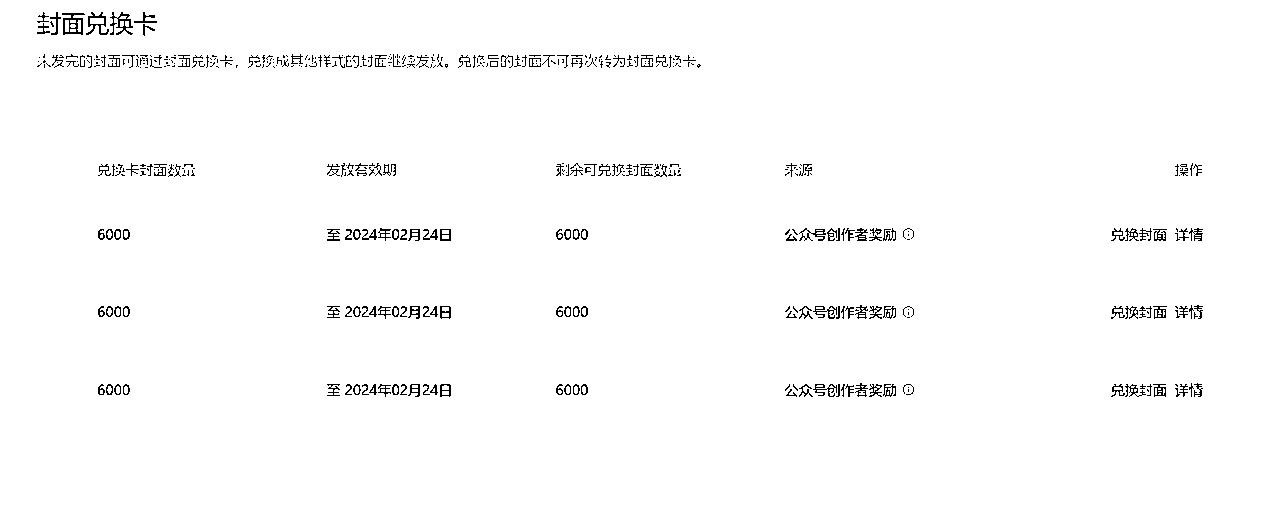 封面兑换卡
未发完的封面可通过封面兑换卡，兑换成其他样式的封面继续发放。兑换后的封面不可再次转为封面兑换卡。
兑换卡封面数量 发放有效期 剩余可兑换封面数量 来源 操作
6000 至 2024年02月24日 6000 公众号创作者奖励 兑换封面 详情
6000 至 2024年02月24日 6000 公众号创作者奖励 兑换封面 详情
6000 至 2024年02月24日 6000 公众号创作者奖励 兑换封面 详情